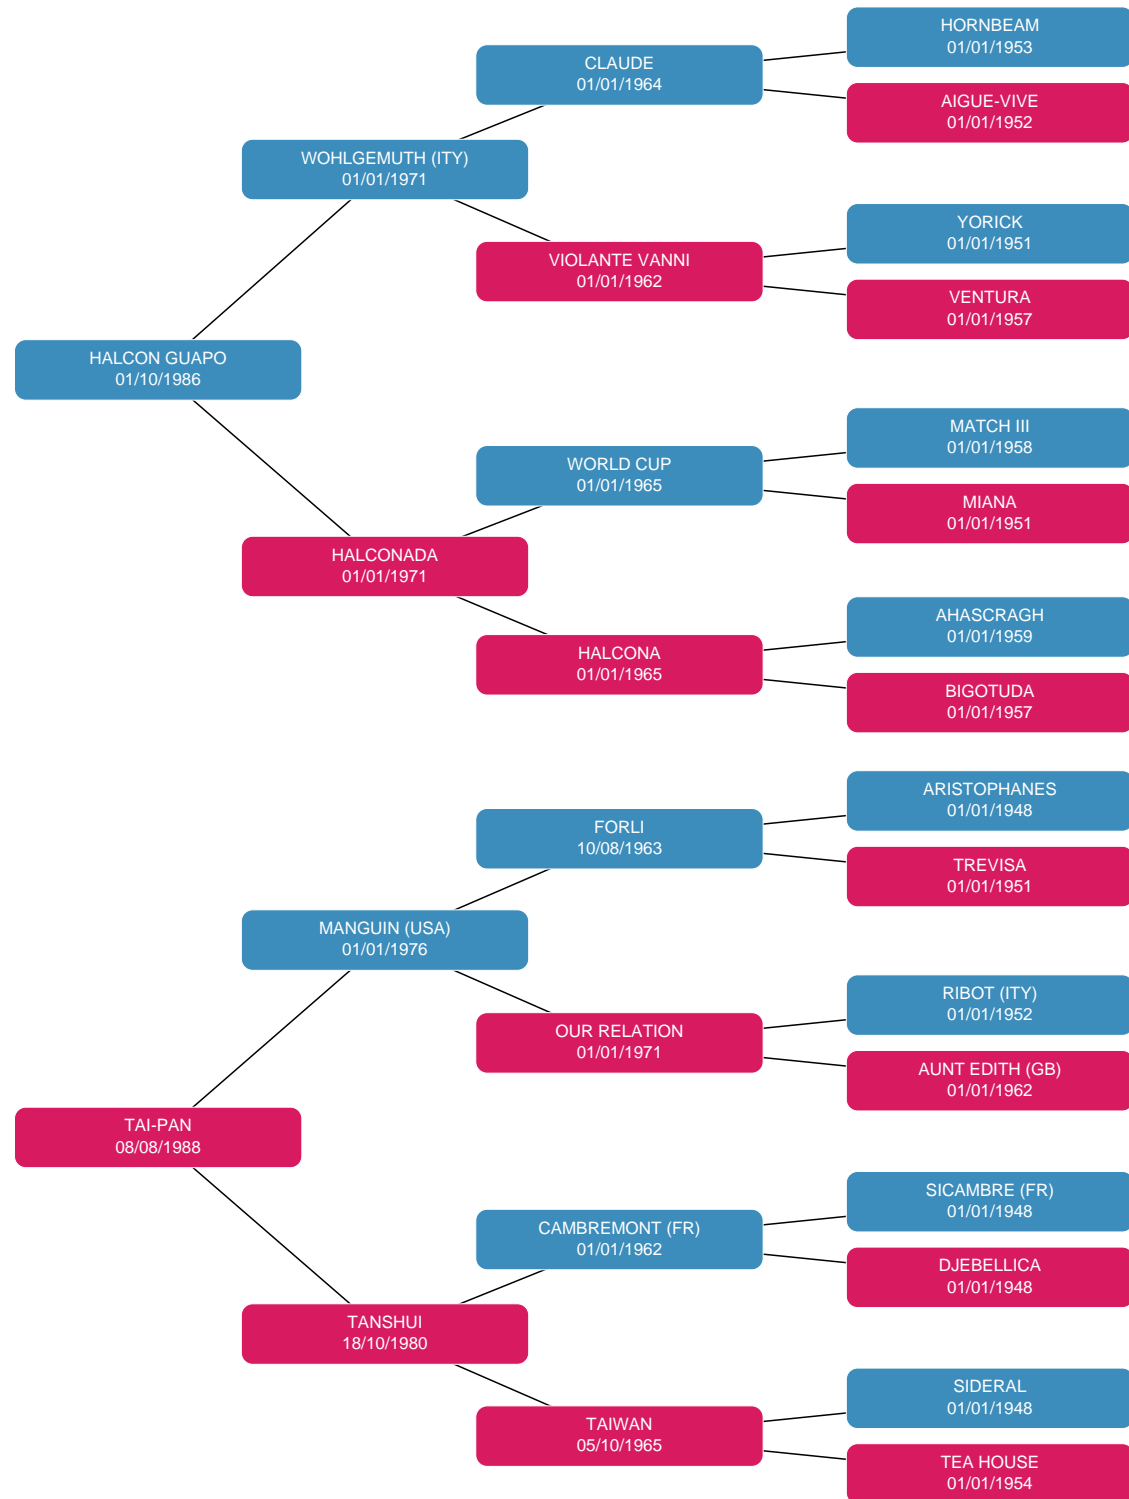 HORNBEAM
01/01/1953
CLAUDE
01/01/1964
AIGUE-VIVE
01/01/1952
WOHLGEMUTH (ITY)
01/01/1971
YORICK
01/01/1951
VIOLANTE VANNI
01/01/1962
VENTURA
01/01/1957
HALCON GUAPO
01/10/1986
MATCH III
01/01/1958
WORLD CUP
01/01/1965
MIANA
01/01/1951
HALCONADA
01/01/1971
AHASCRAGH
01/01/1959
HALCONA
01/01/1965
BIGOTUDA
01/01/1957
ARISTOPHANES
01/01/1948
FORLI
10/08/1963
TREVISA
01/01/1951
MANGUIN (USA)
01/01/1976
RIBOT (ITY)
01/01/1952
OUR RELATION
01/01/1971
AUNT EDITH (GB)
01/01/1962
TAI-PAN
08/08/1988
SICAMBRE (FR)
01/01/1948
CAMBREMONT (FR)
01/01/1962
DJEBELLICA
01/01/1948
TANSHUI
18/10/1980
SIDERAL
01/01/1948
TAIWAN
05/10/1965
TEA HOUSE
01/01/1954